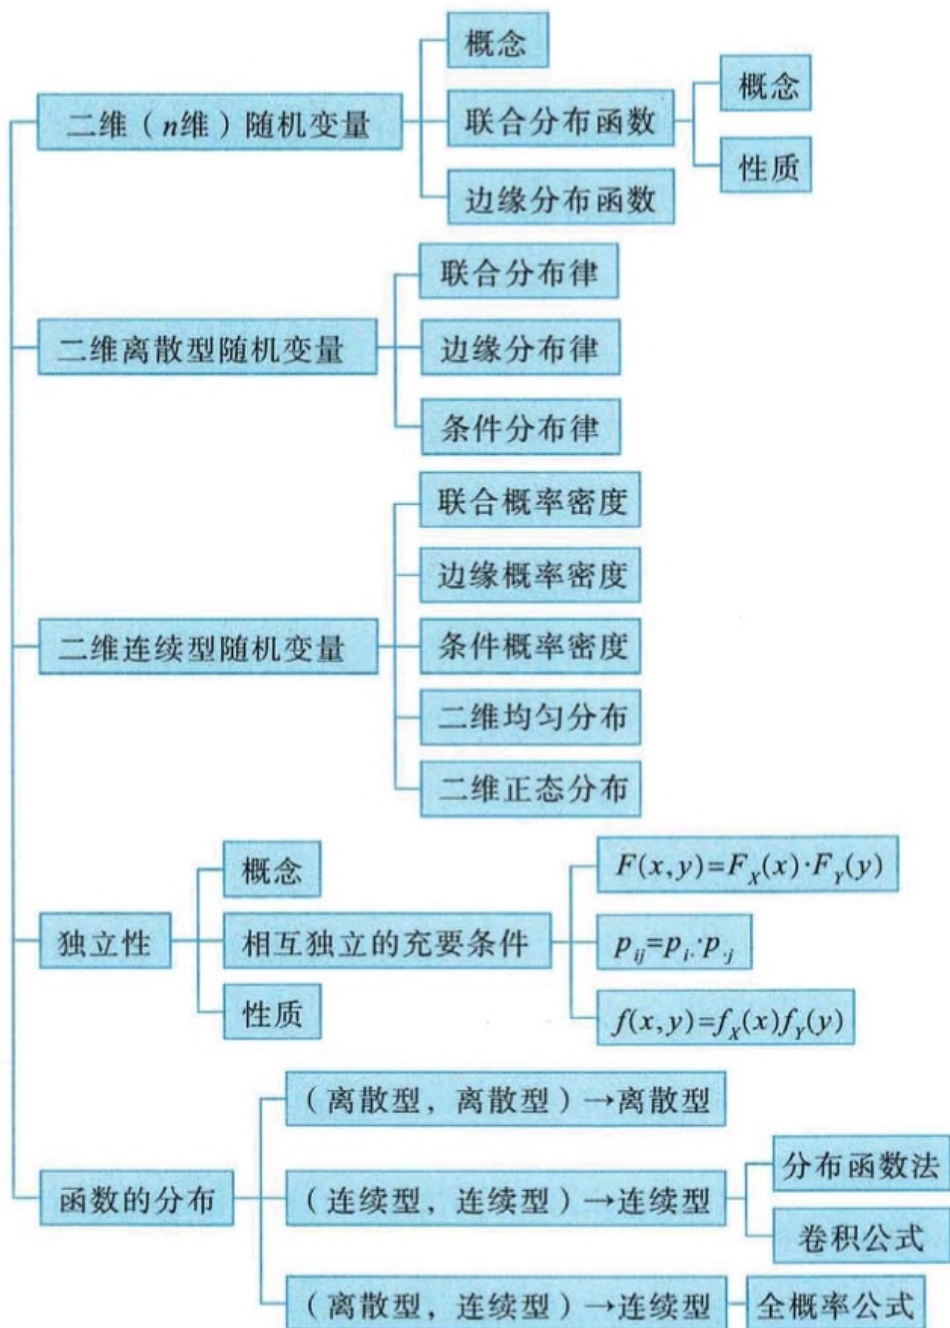 二维（n维）随机变量
概念
联合分布函数
概念
性质
边缘分布函数
二维离散型随机变量
联合分布律
边缘分布律
条件分布律
二维连续型随机变量
联合概率密度
边缘概率密度
条件概率密度
二维均匀分布
二维正态分布
独立性
概念
相互独立的充要条件
F(x,y)=F_X(x)·F_Y(y)
p_{ij}=p_{i·}p_{·j}
f(x,y)=f_X(x)f_Y(y)
性质
函数的分布
（离散型，离散型）→离散型
（连续型，连续型）→连续型
分布函数法
卷积公式
（离散型，连续型）→连续型
全概率公式